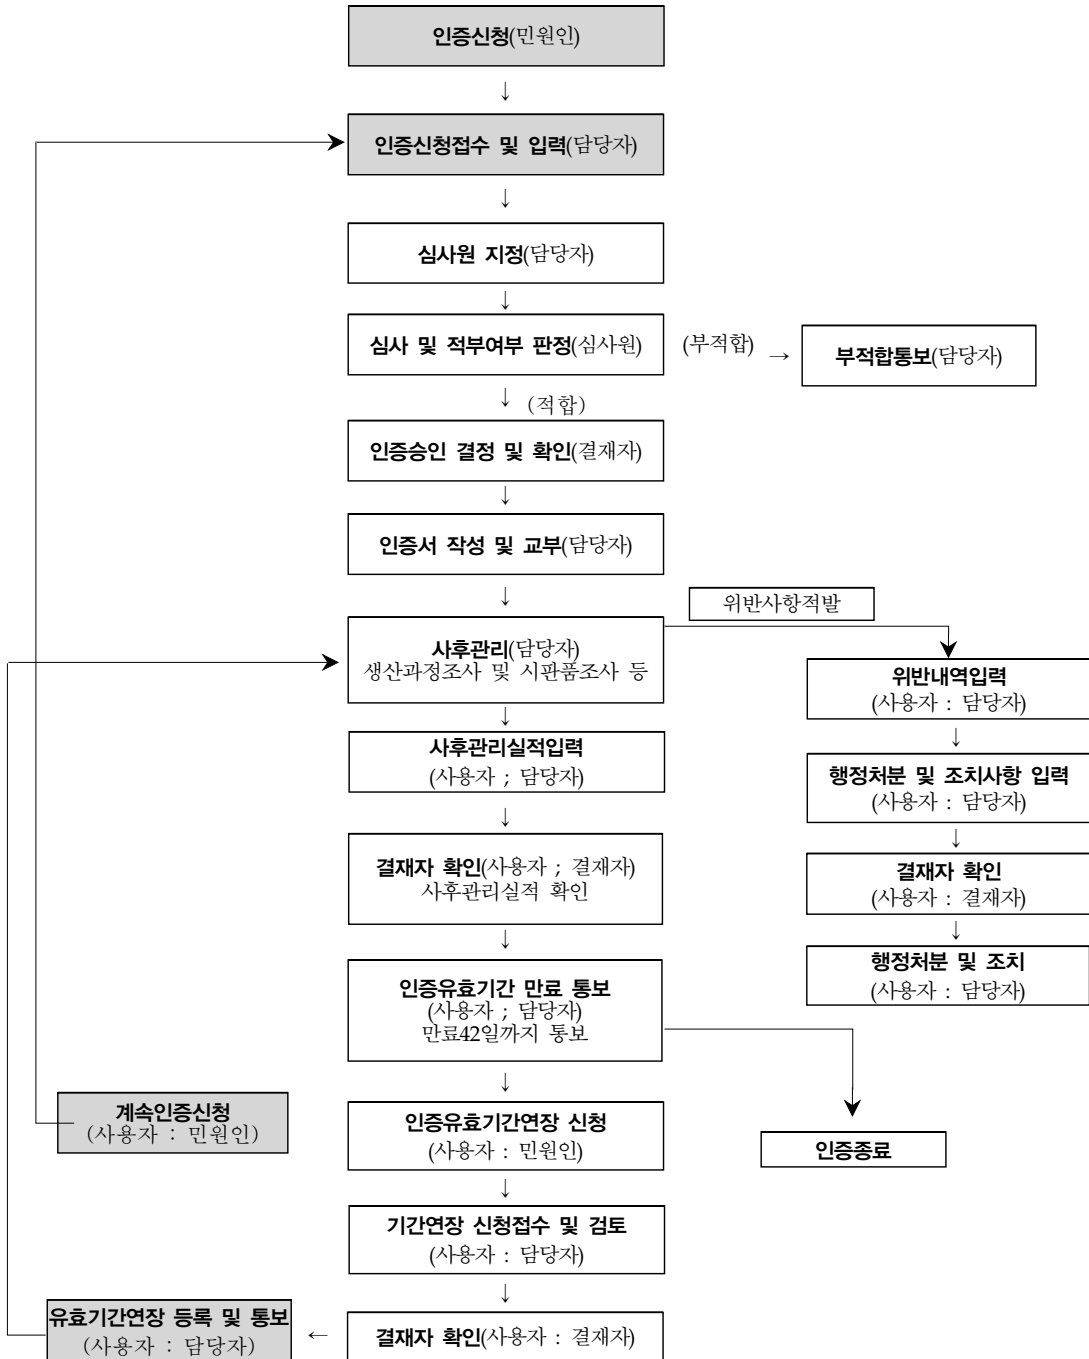 인증신청(민원인)
↓
인증신청접수 및 입력(담당자)
↓
심사원 지정(담당자)
↓
심사 및 적부여부 판정(심사원)
(부적합) →
부적합통보(담당자)
↓ (적합)
인증승인 결정 및 확인(결재자)
↓
인증서 작성 및 교부(담당자)
↓
위반사항적발
사후관리(담당자)
생산과정조사 및 시판품조사 등
↓
사후관리실적입력
(사용자 ; 담당자)
↓
결재자 확인(사용자 ; 결재자)
사후관리실적 확인
↓
위반내역입력
(사용자 : 담당자)
↓
행정처분 및 조치사항 입력
(사용자 : 담당자)
↓
결재자 확인
(사용자 : 결재자)
↓
행정처분 및 조치
(사용자 : 담당자)
인증유효기간 만료 통보
(사용자 ; 담당자)
만료42일까지 통보
↓
계속인증신청
(사용자 : 민원인)
인증유효기간연장 신청
(사용자 : 민원인)
인증종료
↓
기간연장 신청접수 및 검토
(사용자 : 담당자)
↓
유효기간연장 등록 및 통보
(사용자 : 담당자)
←
결재자 확인(사용자 : 결재자)